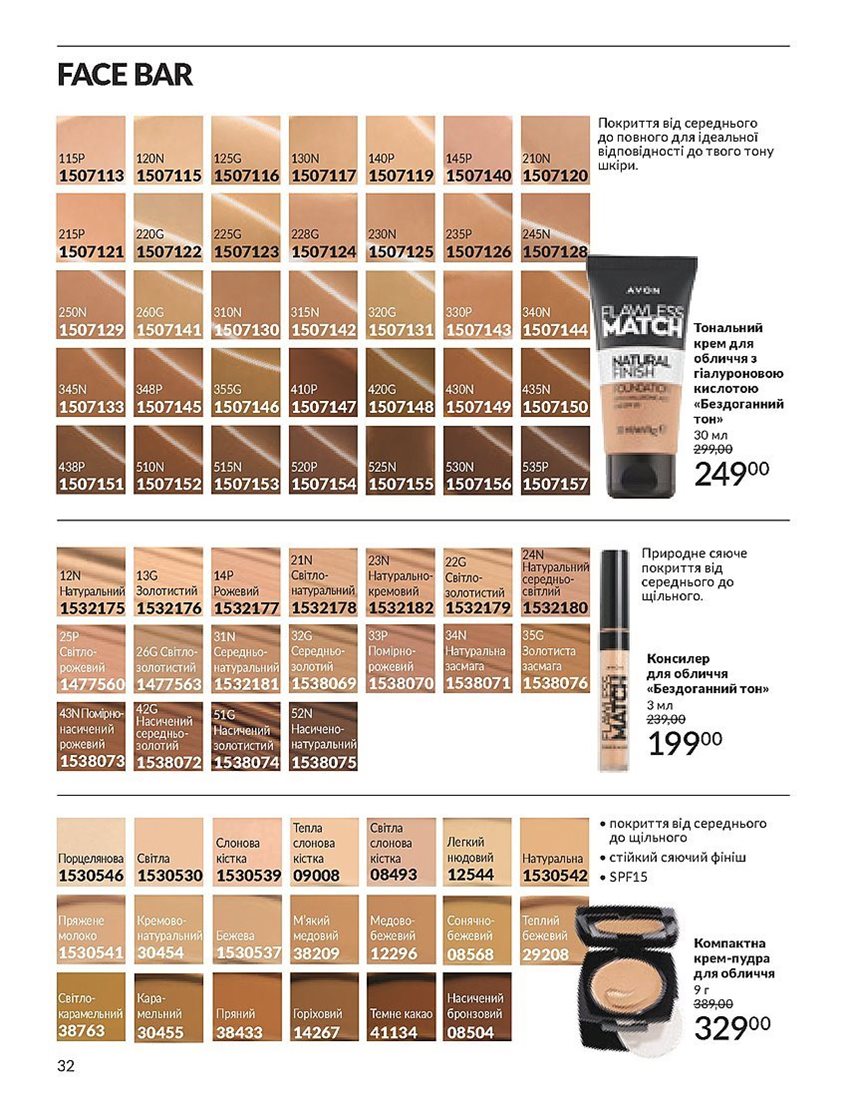 FACE BAR
115P
1507113
120N
1507115
125G
1507116
130N
1507117
140P
1507119
145P
1507140
210N
1507120
Покриття від середнього
до повного для ідеальної
відповідності до твого тону
шкіри.
215P
1507121
220G
1507122
225G
1507123
228G
1507124
230N
1507125
235P
1507126
245N
1507128
250N
1507129
260G
1507141
310N
1507130
315N
1507142
320G
1507131
330P
1507143
340N
1507144
345N
1507133
348P
1507145
355G
1507146
410P
1507147
420G
1507148
430N
1507149
435N
1507150
438P
1507151
510N
1507152
515N
1507153
520P
1507154
525N
1507155
530N
1507156
535P
1507157
AVON
FLAWLESS
MATCH
NATURAL
FINISH
FOUNDATION
Тональний
крем для
обличчя з
гіалуроновою
кислотою
«Бездоганний
тон»
30 мл
299,00
24900
12N
Натуральний
1532175
13G
Золотистий
1532176
14P
Рожевий
1532177
21N
Світло-
натуральний
1532178
23N
Натурально-
кремовий
1532182
22G
Світло-
золотистий
1532179
24N
Натуральний
середньо-
світлий
1532180
25P
Світло-
рожевий
1477560
26G Світло-
золотистий
1477563
31N
Середньо-
натуральний
1532181
32G
Середньо-
золотий
1538069
33P
Помірно-
рожевий
1538070
34N
Натуральна
засмага
1538071
35G
Золотиста
засмага
1538076
43N Помірно-
насичений
рожевий
1538073
42G
Насичений
середньо-
золотий
1538072
51G
Насичений
золотистий
1538074
52N
Насичено-
натуральний
1538075
AVON
FLAWLESS
MATCH
Природне сяюче
покриття від
середнього до
щільного.
Консилер
для обличчя
«Бездоганний тон»
3 мл
239,00
19900
Порцелянова
1530546
Світла
1530530
Слонова
кістка
1530539
Тепла
слонова
кістка
09008
Світла
слонова
кістка
08493
Легкий
нюдовий
12544
Натуральна
1530542
Пряжене
молоко
1530541
Кремово-
натуральний
30454
Бежева
1530537
М'який
медовий
38209
Медово-
бежевий
12296
Сонячно-
бежевий
08568
Теплий
бежевий
29208
Світло-
карамельний
38763
Кара-
мельний
30455
Пряний
38433
Горіховий
14267
Темне какао
41134
Насичений
бронзовий
08504
• покриття від середнього
до щільного
• стійкий сяючий фініш
• SPF15
Компактна
крем-пудра
для обличчя
9 г
389,00
32900
32